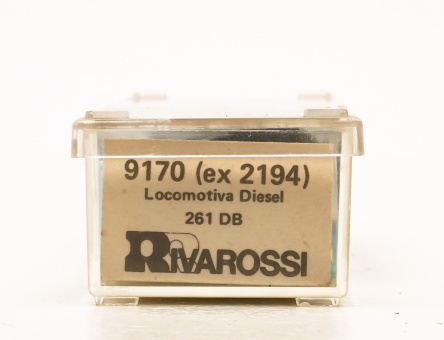 9170 (ex 2194)
Locomotiva Diesel
261 DB
RIVAROSSI